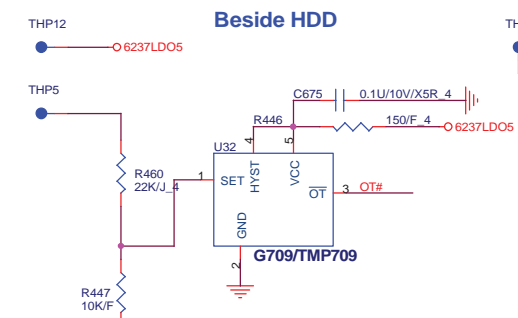 Beside HDD
THP12
TH
6237LDO5
THP5
C675
0.1U/10V/X5R_4
R446
150/F_4
6237LDO5
4
5
U32
R460
22K/J_4
1
SET
HYST
VCC
OT
3
OT#
GND
2
G709/TMP709
R447
10K/F